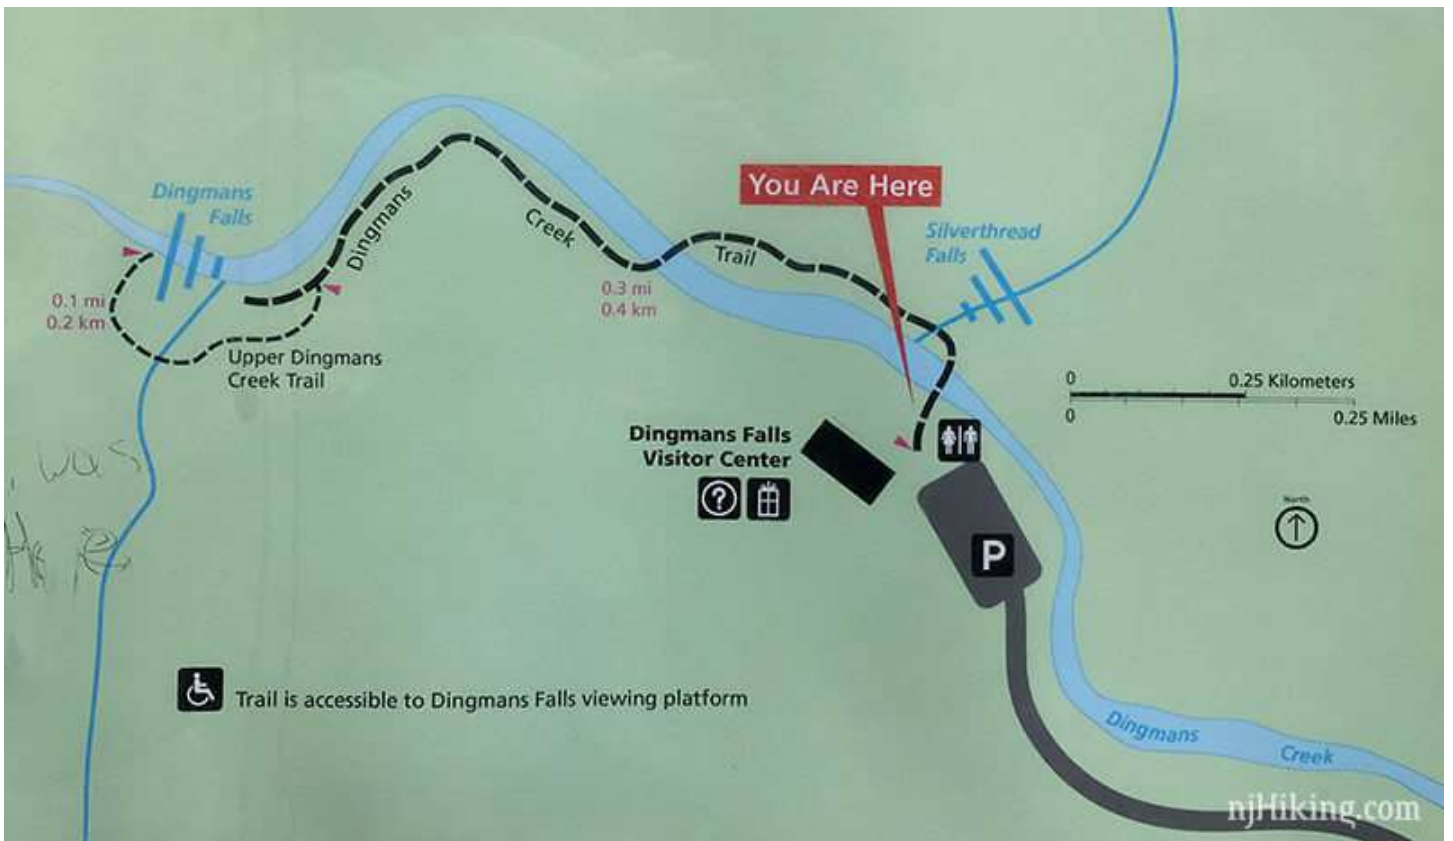 Dingmans
Falls
You Are Here
Dingmans
Creek
Trail
Silverthread
Falls
0.1 mi
0.2 km
0.3 mi
0.4 km
Upper Dingmans
Creek Trail
0
0.25 Kilometers
0
0.25 Miles
Dingmans Falls
Visitor Center
?
was
North
P
Trail is accessible to Dingmans Falls viewing platform
Dingmans
Creek
njHiking.com